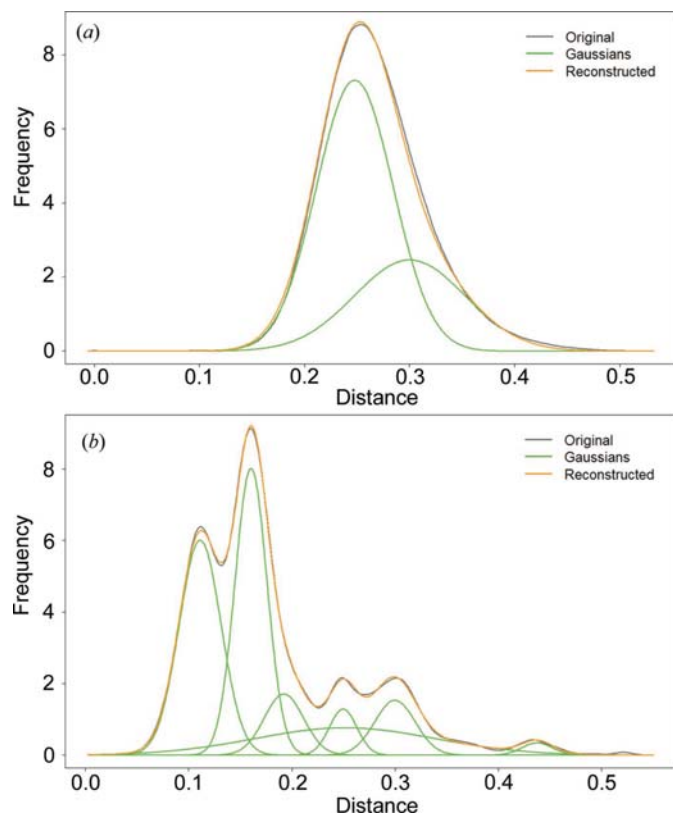 (a)
Original
Gaussians
Reconstructed
Frequency
8
6
4
2
0
0.0 0.1 0.2 0.3 0.4 0.5
Distance
(b)
Original
Gaussians
Reconstructed
Frequency
8
6
4
2
0
0.0 0.1 0.2 0.3 0.4 0.5
Distance